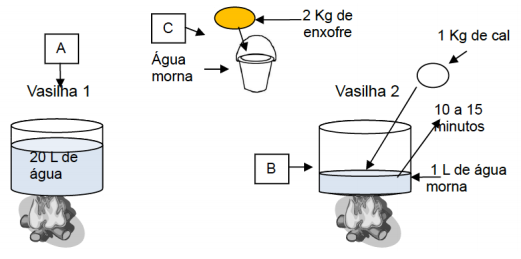 A
Vasilha 1
20 L de
água
C
2 Kg de
enxofre
Água
morna
1 Kg de cal
Vasilha 2
10 a 15
minutos
B
1 L de água
morna